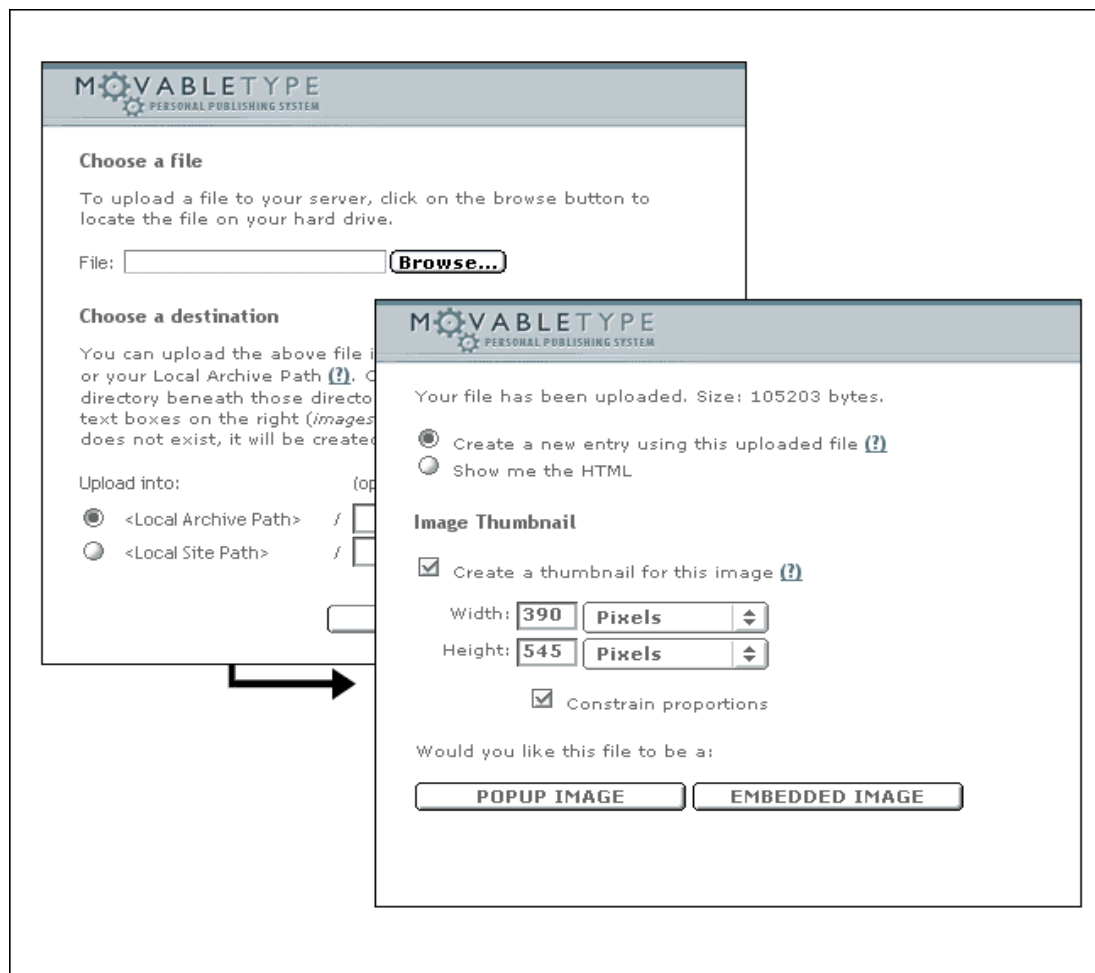 MOVABLETYPE
PERSONAL PUBLISHING SYSTEM
Choose a file
To upload a file to your server, click on the browse button to
locate the file on your hard drive.
File: Browse...
Choose a destination
You can upload the above file i
or your Local Archive Path (?). C
directory beneath those directo
text boxes on the right (images
does not exist, it will be created
Upload into: (op
<Local Archive Path> /
<Local Site Path> /
MOVABLETYPE
PERSONAL PUBLISHING SYSTEM
Your file has been uploaded. Size: 105203 bytes.
Create a new entry using this uploaded file (?)
Show me the HTML
Image Thumbnail
Create a thumbnail for this image (?)
Width: 390 Pixels
Height: 545 Pixels
Constrain proportions
Would you like this file to be a:
POPUP IMAGE EMBEDDED IMAGE